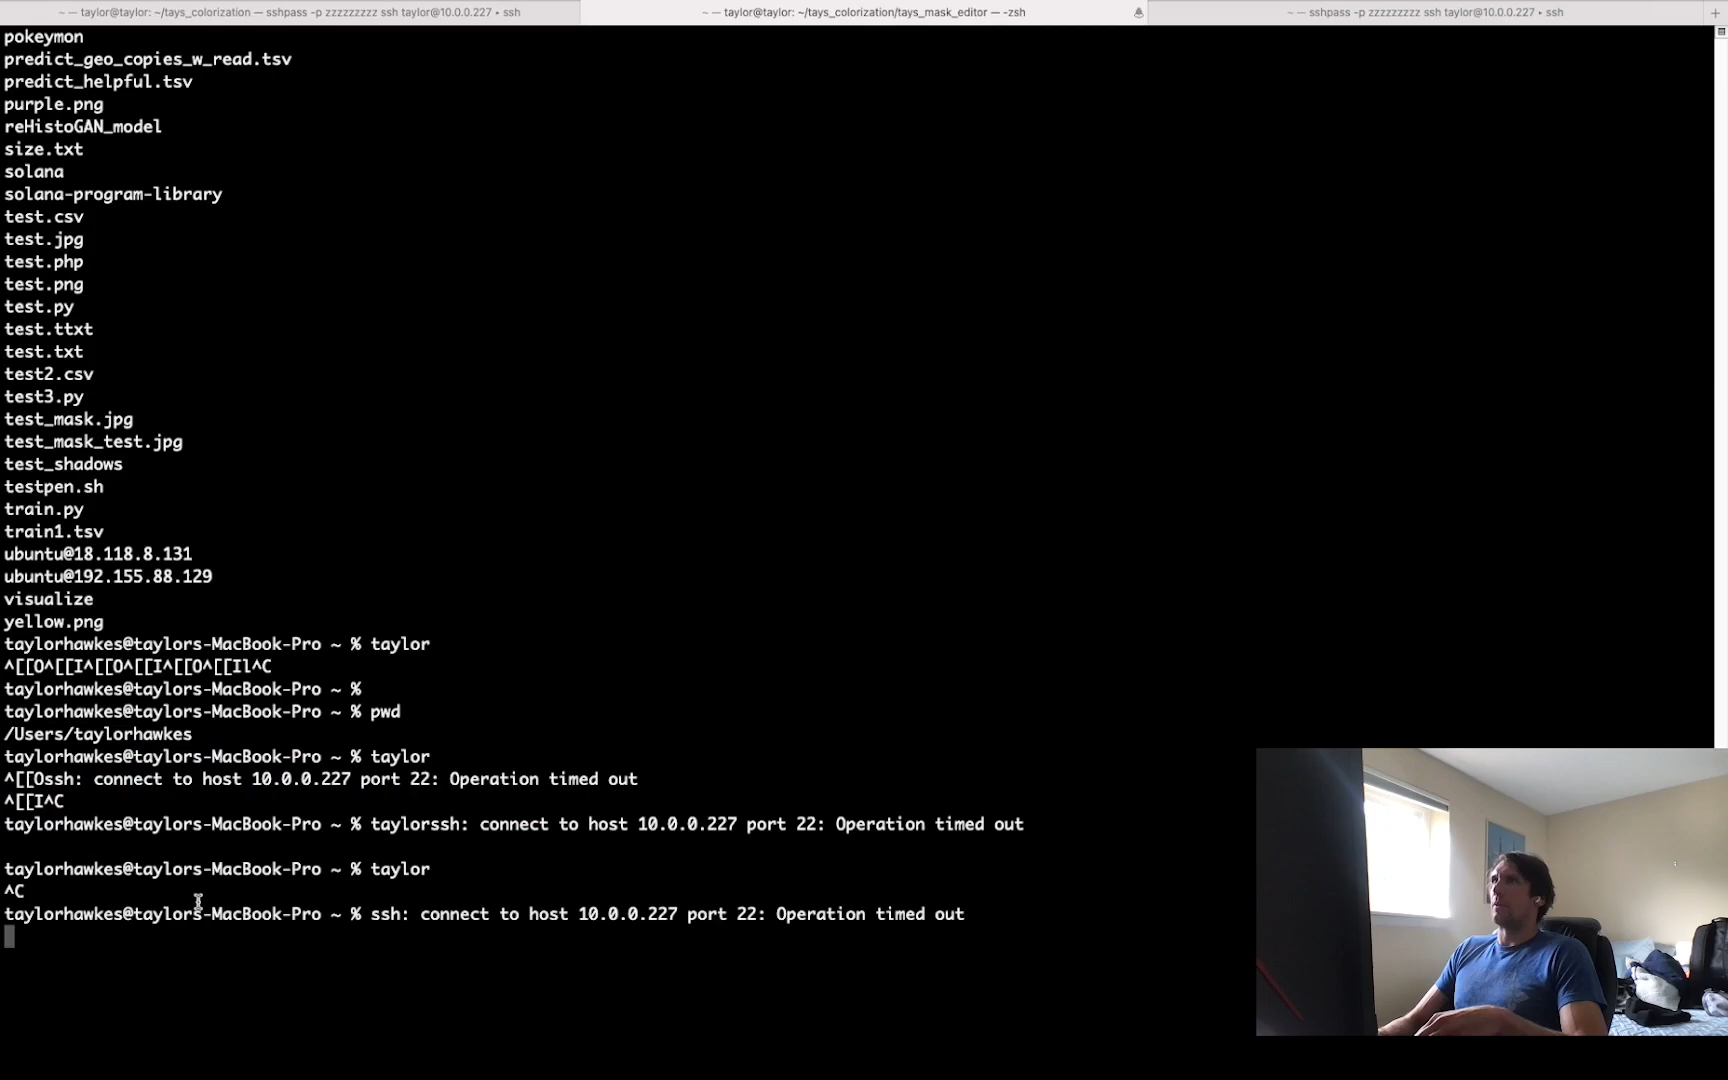 ~ — taylor@taylor: ~/tays_colorization — sshpass -p zzzzzzzzz ssh taylor@10.0.0.227 • ssh
~ — taylor@taylor: ~/tays_colorization/tays_mask_editor — -zsh
~ — sshpass -p zzzzzzzzz ssh taylor@10.0.0.227 • ssh
pokeymon
predict_geo_copies_w_read.tsv
predict_helpful.tsv
purple.png
reHistoGAN_model
size.txt
solana
solana-program-library
test.csv
test.jpg
test.php
test.png
test.py
test.ttxt
test.txt
test2.csv
test3.py
test_mask.jpg
test_mask_test.jpg
test_shadows
testpen.sh
train.py
train1.tsv
ubuntu@18.118.8.131
ubuntu@192.155.88.129
visualize
yellow.png
taylorhawkes@taylors-MacBook-Pro ~ % taylor
^[[O^[[I^[[O^[[I^[[O^[[Il^C
taylorhawkes@taylors-MacBook-Pro ~ %
taylorhawkes@taylors-MacBook-Pro ~ % pwd
/Users/taylorhawkes
taylorhawkes@taylors-MacBook-Pro ~ % taylor
^[[Ossh: connect to host 10.0.0.227 port 22: Operation timed out
^[[I^C
taylorhawkes@taylors-MacBook-Pro ~ % taylorssh: connect to host 10.0.0.227 port 22: Operation timed out
taylorhawkes@taylors-MacBook-Pro ~ % taylor
^C
taylorhawkes@taylors-MacBook-Pro ~ % ssh: connect to host 10.0.0.227 port 22: Operation timed out